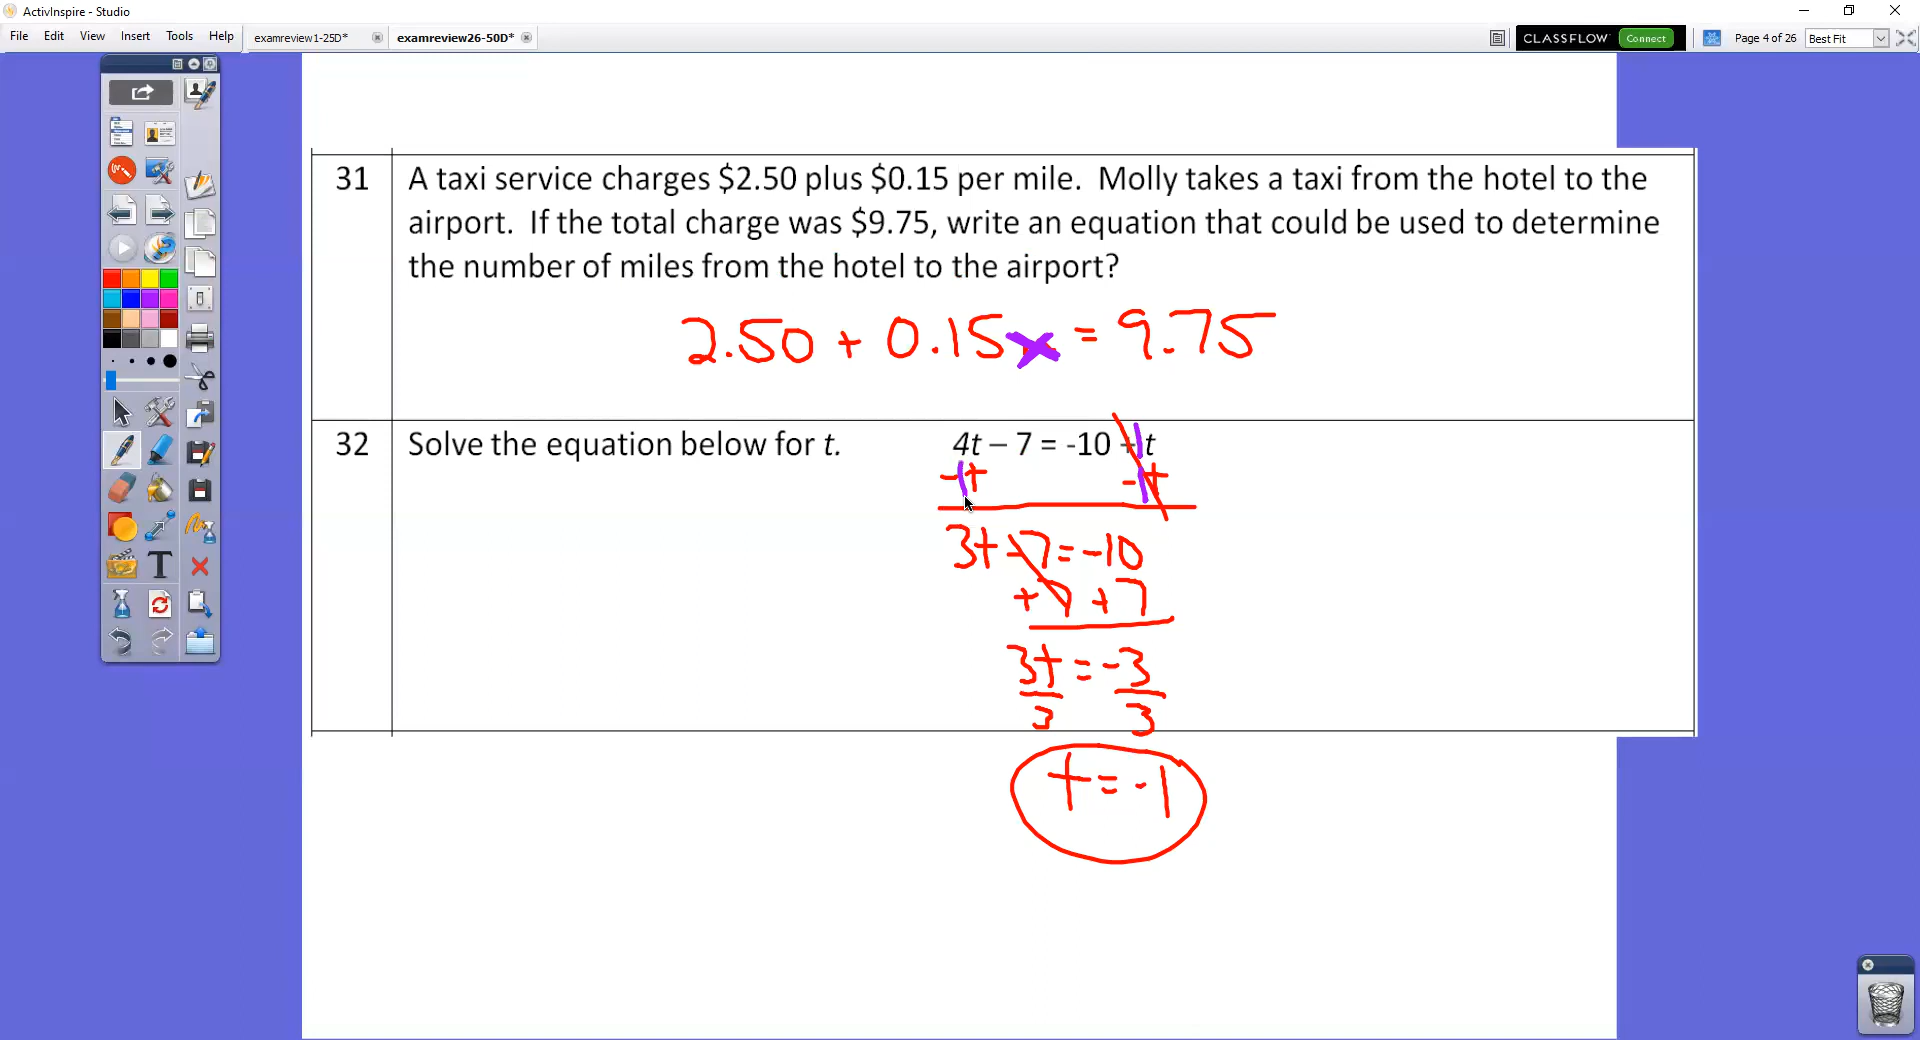 ActivInspire - Studio
File Edit View Insert Tools Help
examreview1-25D*
examreview26-50D*
CLASSFLOW Connect
Page 4 of 26
Best Fit
31
A taxi service charges $2.50 plus $0.15 per mile. Molly takes a taxi from the hotel to the
airport. If the total charge was $9.75, write an equation that could be used to determine
the number of miles from the hotel to the airport?
2.50 + 0.15x = 9.75
32
Solve the equation below for t.
4t – 7 = -10 + t
-1t -1t
3t - 7 = -10
+7 +7
3t = -3
3 3
t = -1